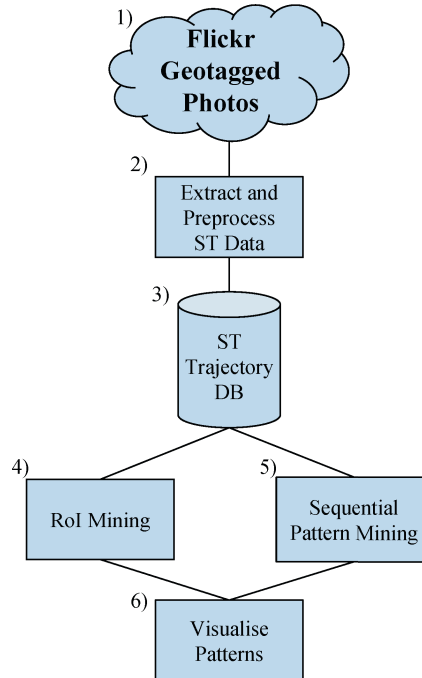 1)
Flickr
Geotagged
Photos
2)
Extract and
Preprocess
ST Data
3)
ST
Trajectory
DB
4)
RoI Mining
5)
Sequential
Pattern Mining
6)
Visualise
Patterns